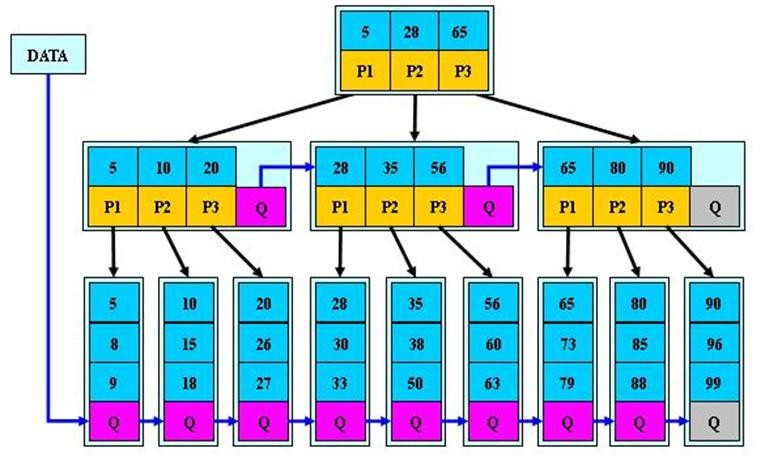 5 28 65
DATA
P1 P2 P3
5 10 20
28 35 56
65 80 90
P1 P2 P3 Q
P1 P2 P3 Q
P1 P2 P3 Q
5 10 20 28 35 56 65 80 90
8 15 26 30 38 60 73 85 96
9 18 27 33 50 63 79 88 99
Q Q Q Q Q Q Q Q Q